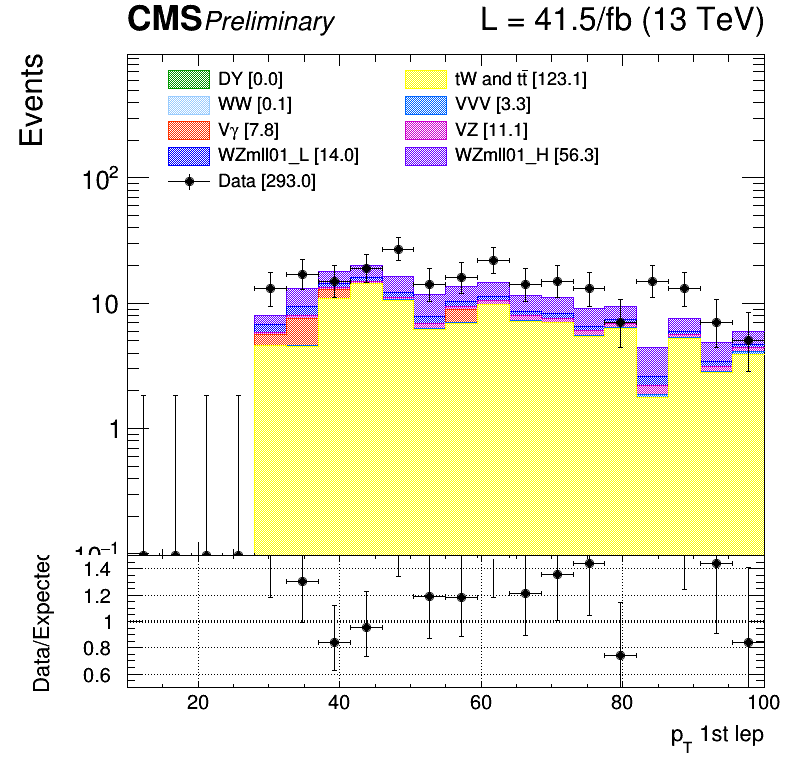 CMS Preliminary L = 41.5/fb (13 TeV)
Events
DY [0.0] tW and tt̄ [123.1]
WW [0.1] VVV [3.3]
Vγ [7.8] VZ [11.1]
WZmll01_L [14.0] WZmll01_H [56.3]
Data [293.0]
10²
10
1
10⁻¹
Data/Expected
1.4
1.2
1
0.8
0.6
20 40 60 80 100
p_T 1st lep